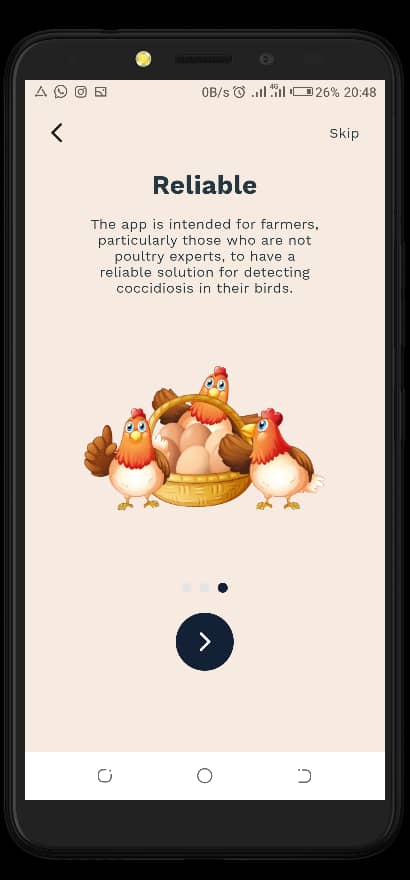 0B/s 4G 26% 20:48
Skip
Reliable
The app is intended for farmers,
particularly those who are not
poultry experts, to have a
reliable solution for detecting
coccidiosis in their birds.